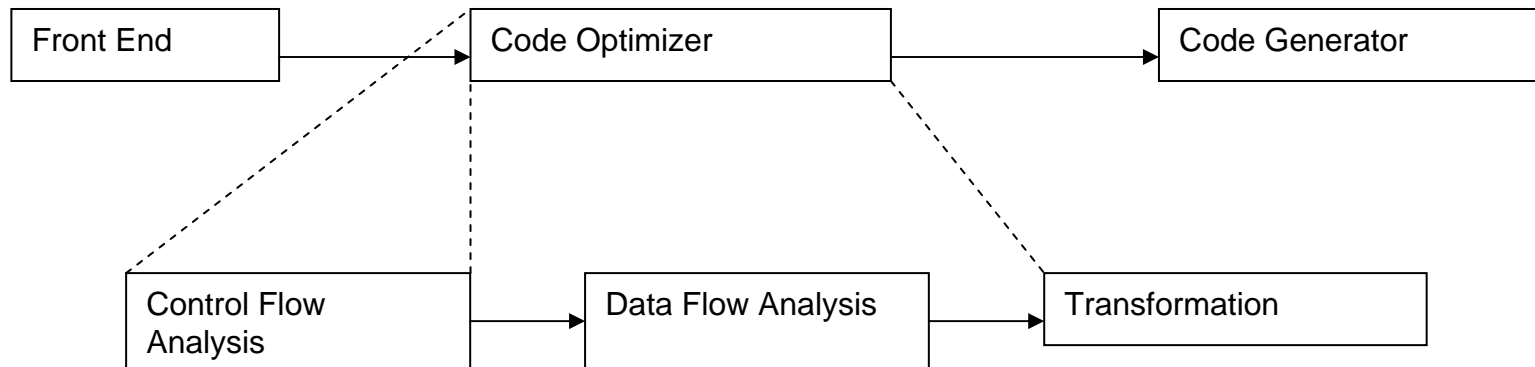 Front End
Code Optimizer
Code Generator
Control Flow
Analysis
Data Flow Analysis
Transformation